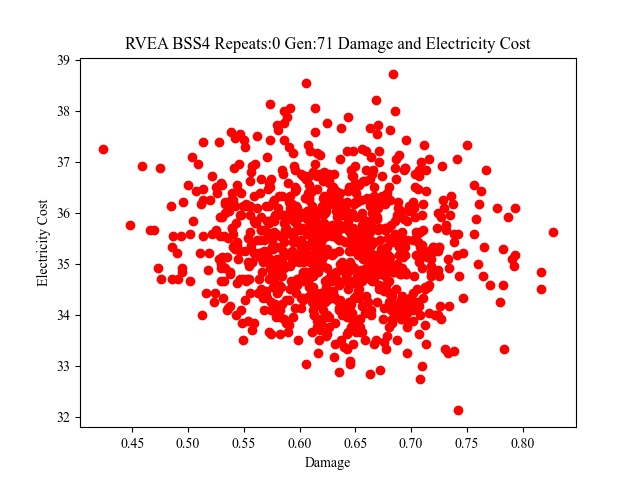 RVEA BSS4 Repeats:0 Gen:71 Damage and Electricity Cost
39
38
37
36
35
34
33
32
Electricity Cost
0.45 0.50 0.55 0.60 0.65 0.70 0.75 0.80
Damage